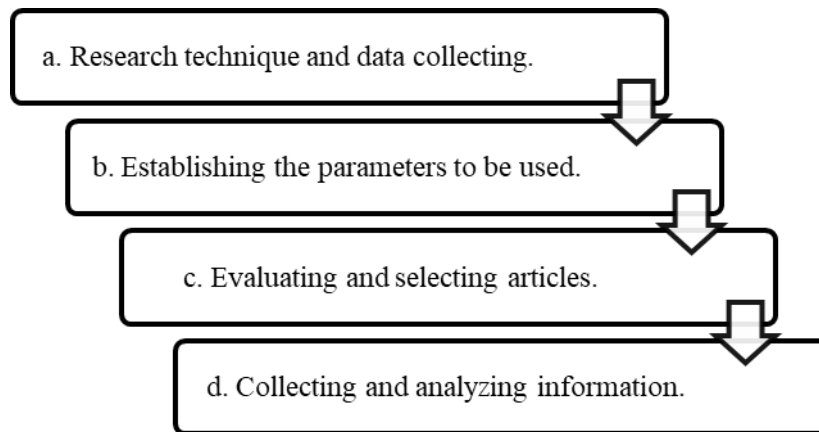 a. Research technique and data collecting.
b. Establishing the parameters to be used.
c. Evaluating and selecting articles.
d. Collecting and analyzing information.